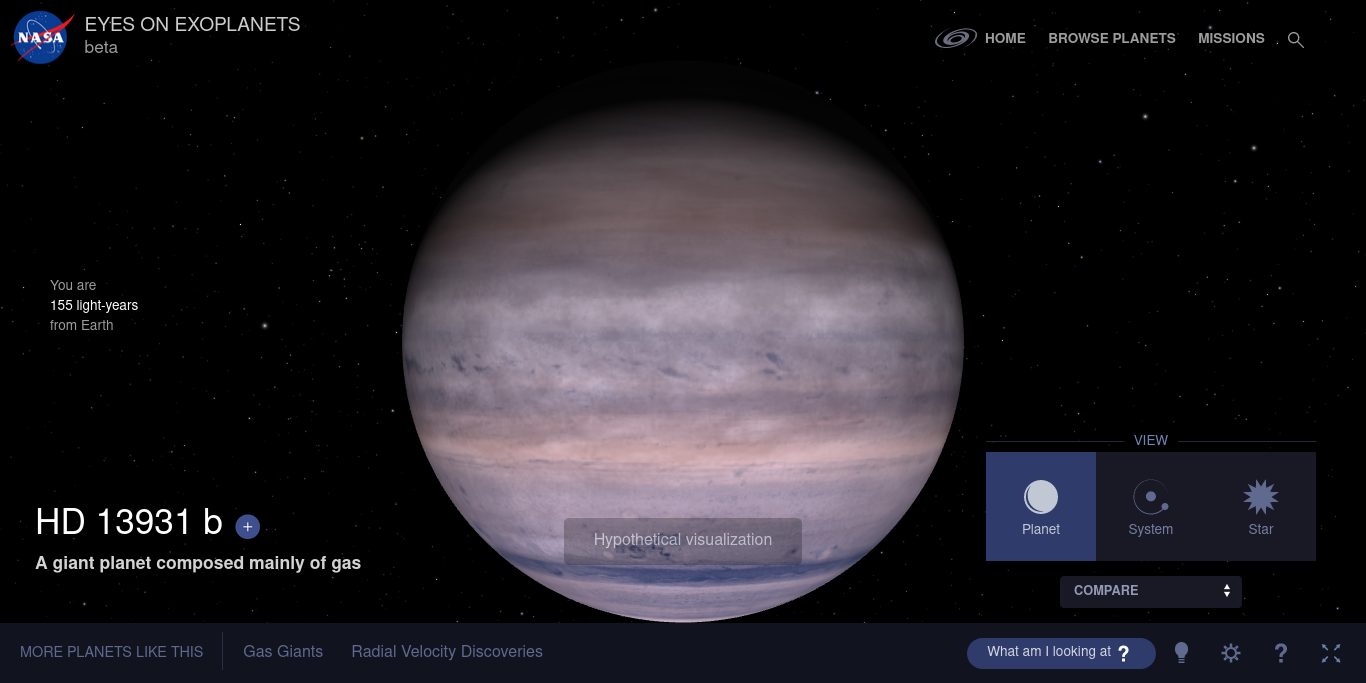 NASA
EYES ON EXOPLANETS
beta
HOME
BROWSE PLANETS
MISSIONS
You are
155 light-years
from Earth
VIEW
Planet
System
Star
HD 13931 b +
A giant planet composed mainly of gas
Hypothetical visualization
COMPARE
MORE PLANETS LIKE THIS
Gas Giants
Radial Velocity Discoveries
What am I looking at ?
?